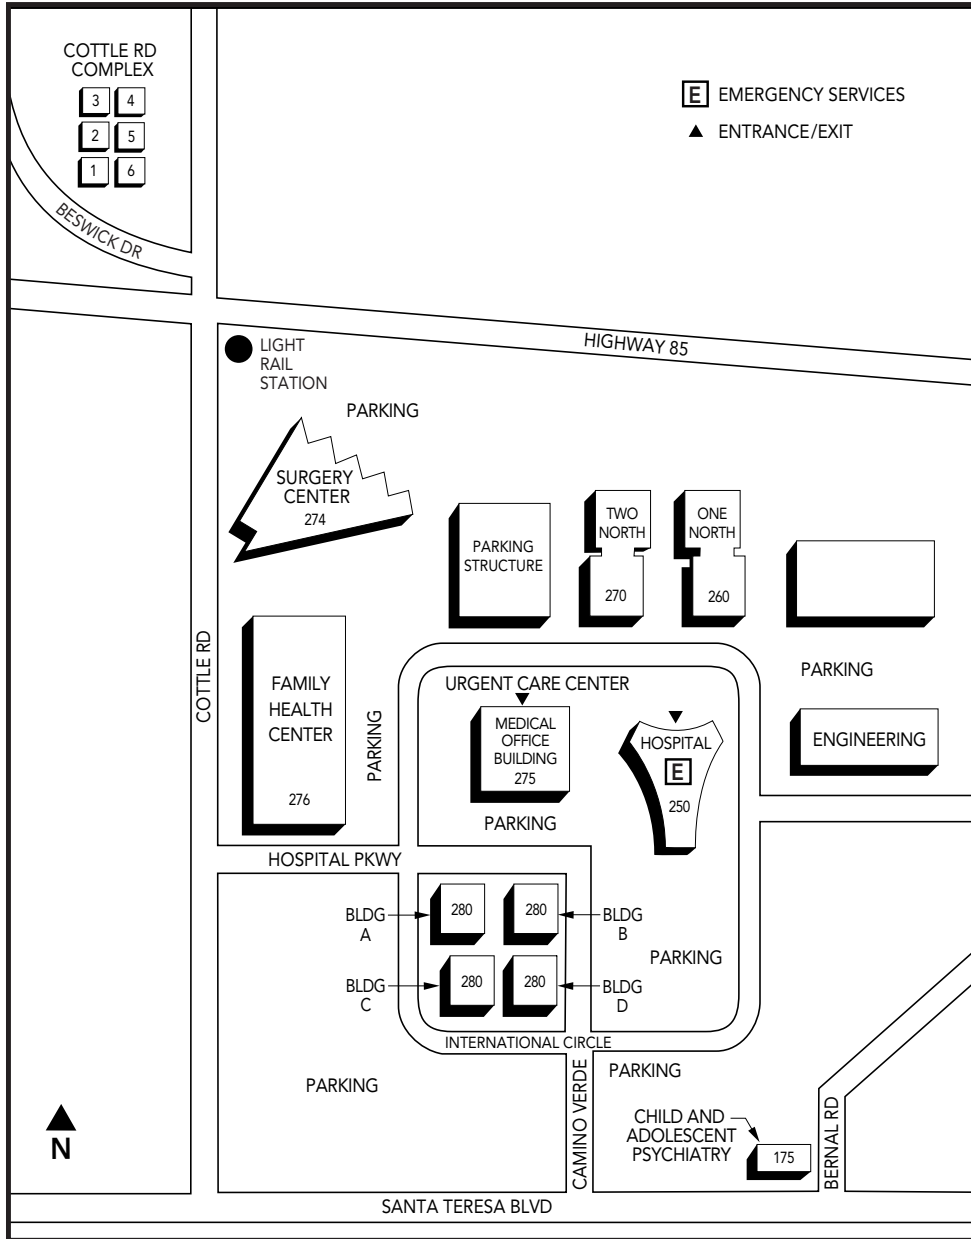 COTTLE RD
COMPLEX
3
4
2
5
1
6
E EMERGENCY SERVICES
ENTRANCE/EXIT
BESWICK DR
HIGHWAY 85
LIGHT
RAIL
STATION
PARKING
SURGERY
CENTER
274
PARKING
STRUCTURE
TWO
NORTH
270
ONE
NORTH
260
COTTLE RD
FAMILY
HEALTH
CENTER
276
PARKING
URGENT CARE CENTER
MEDICAL
OFFICE
BUILDING
275
PARKING
HOSPITAL
E
250
PARKING
ENGINEERING
HOSPITAL PKWY
BLDG
A
280
280
BLDG
B
BLDG
C
280
280
BLDG
D
PARKING
INTERNATIONAL CIRCLE
PARKING
CAMINO VERDE
PARKING
CHILD AND
ADOLESCENT
PSYCHIATRY
175
BERNAL RD
N
SANTA TERESA BLVD